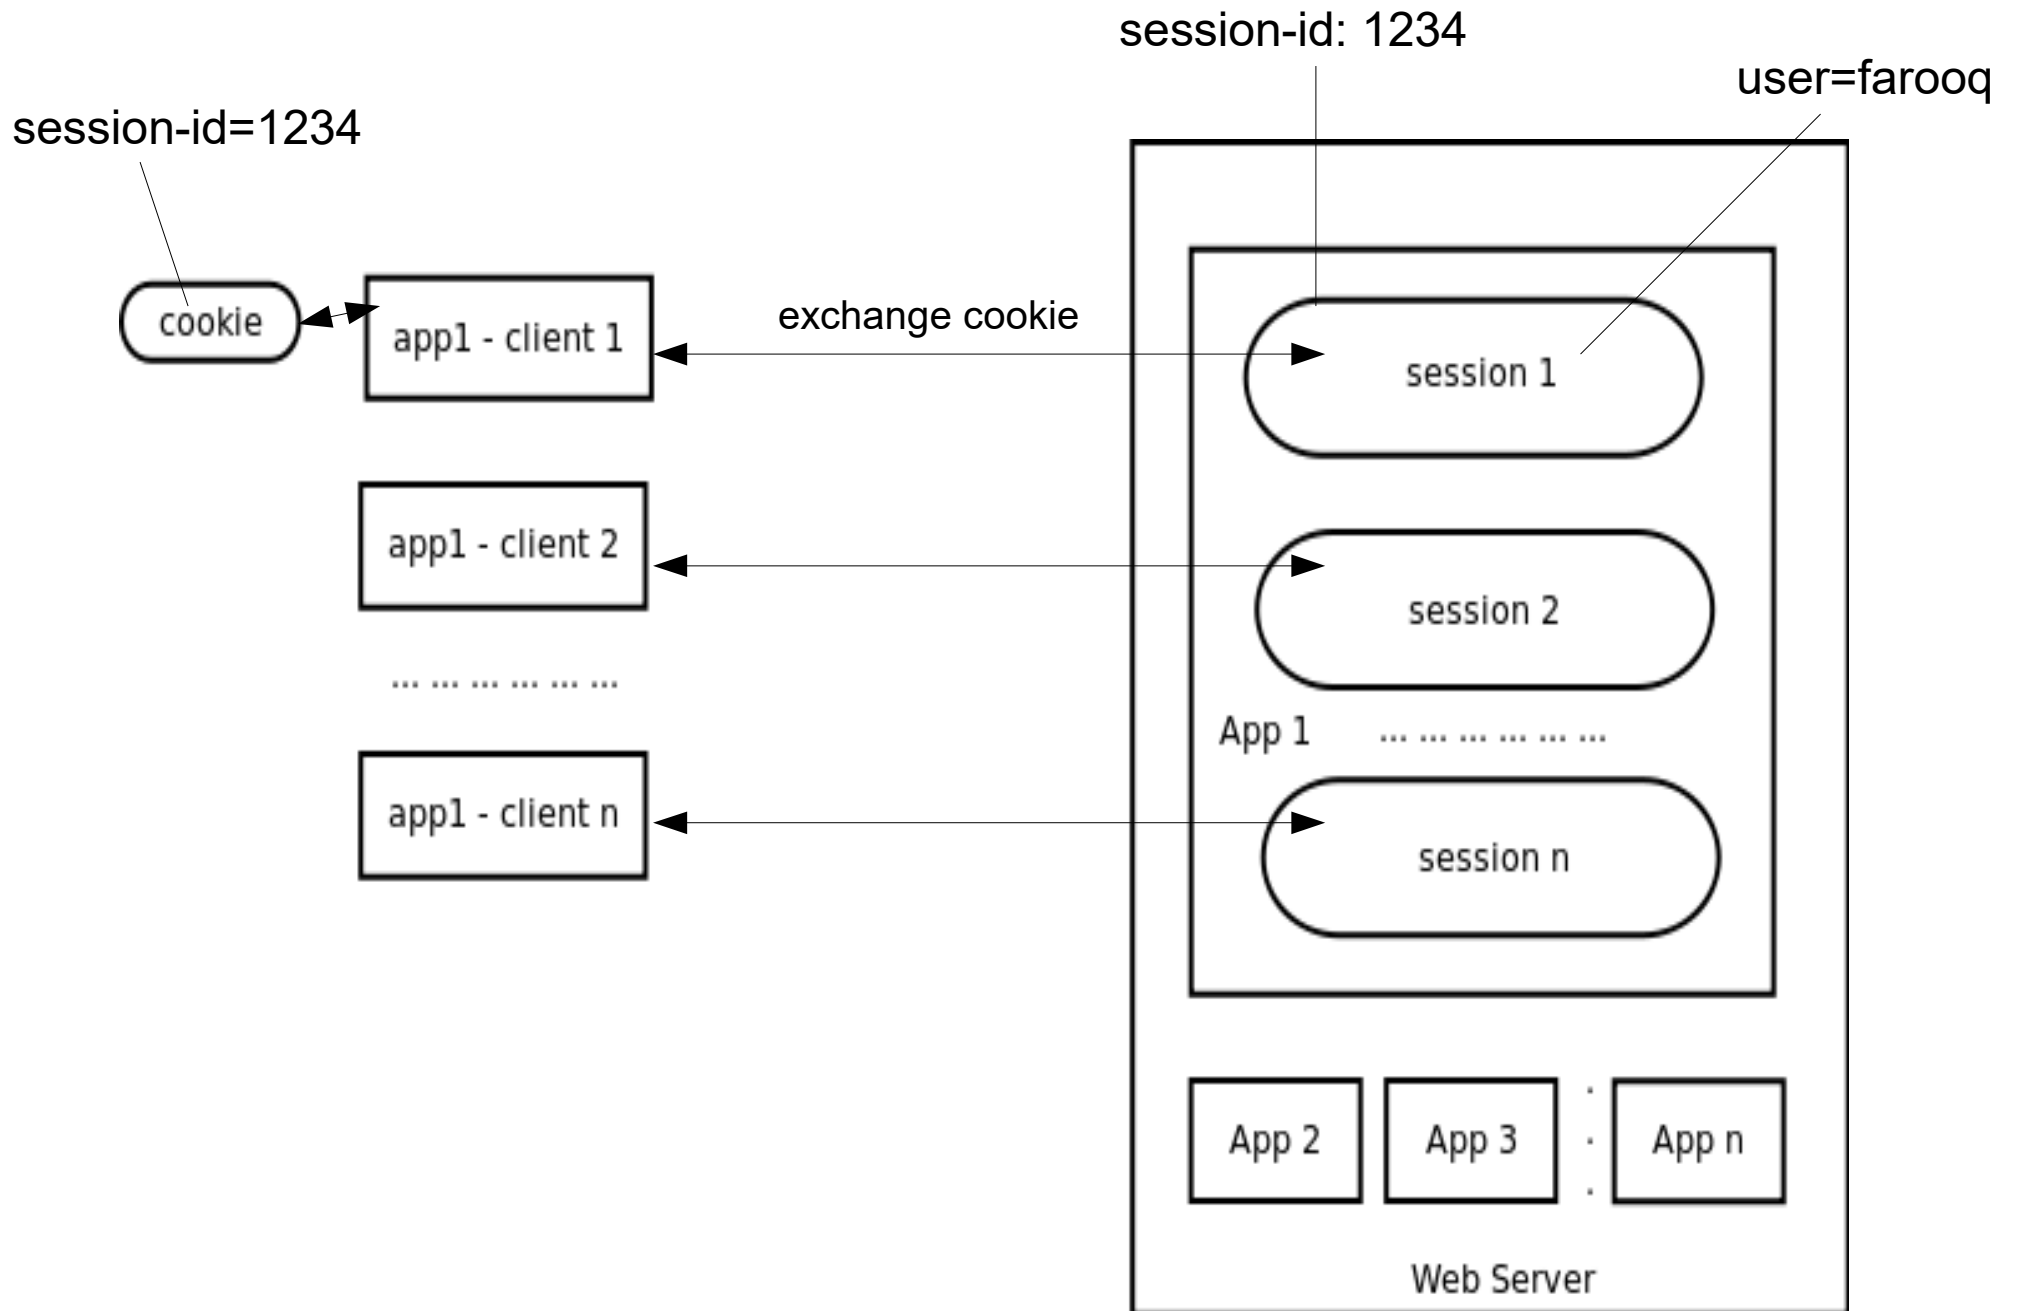 session-id: 1234
user=farooq
session-id=1234
cookie
app1 - client 1
exchange cookie
session 1
app1 - client 2
session 2
... ... ... ... ... ...
App 1 ... ... ... ... ... ...
app1 - client n
session n
App 2
App 3
.
.
.
App n
Web Server